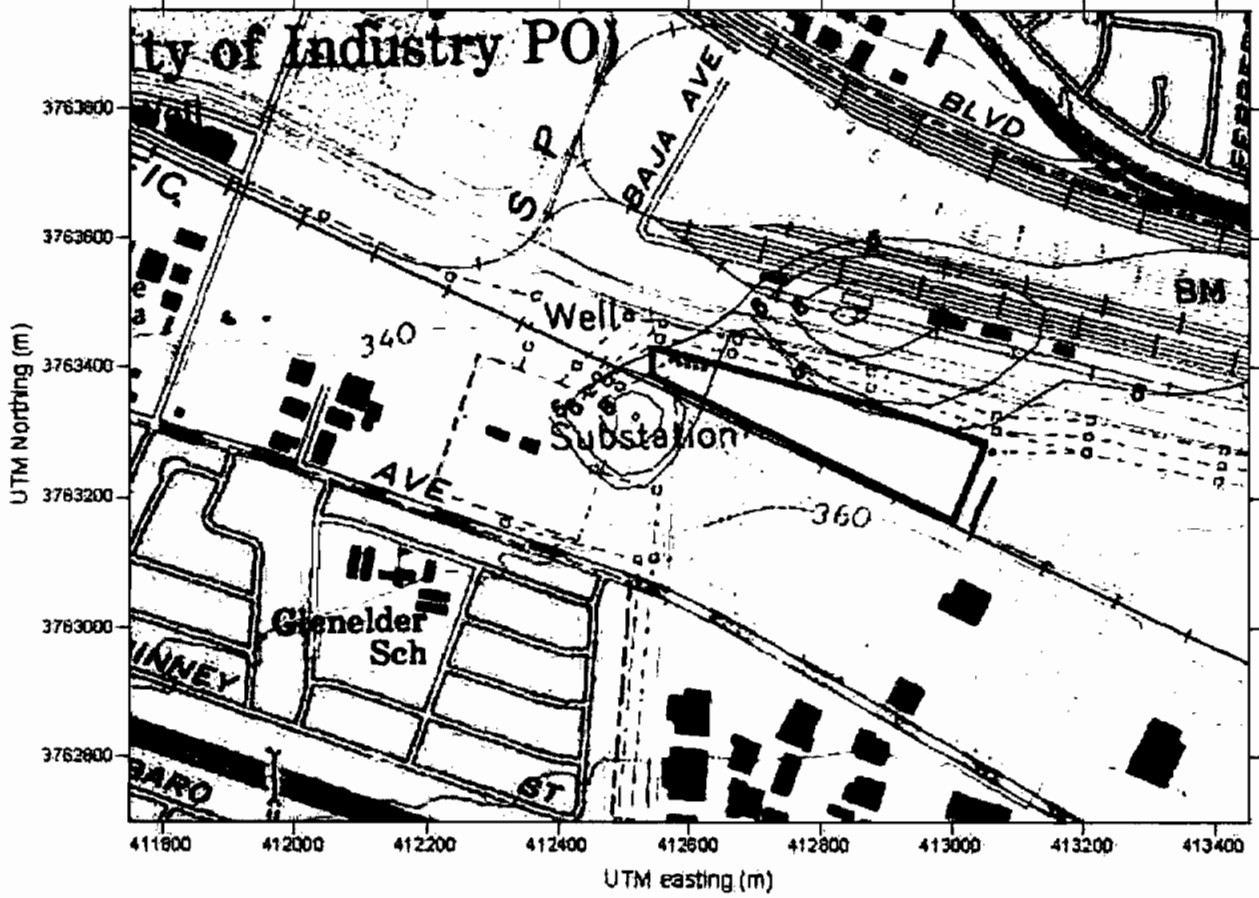 ty of Industry PO)
BAJA AVE
BLVD
S P
3763800
3763600
3763400
3763200
3763000
3762800
UTM Northing (m)
340
Well
BM
Substation
AVE
360
Glenelder
Sch
ST
411800
412000
412200
412400
412600
412800
413000
413200
413400
UTM easting (m)